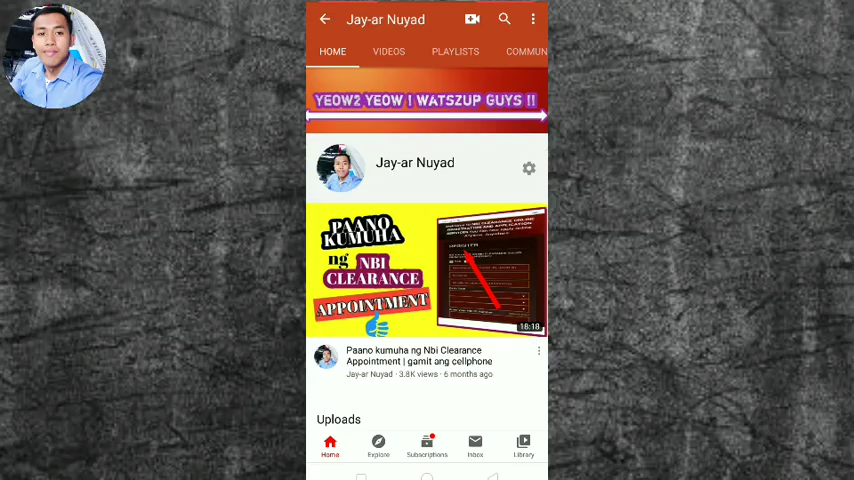 Jay-ar Nuyad
HOME VIDEOS PLAYLISTS COMMUN
YEOW2 YEOW ! WATSZUP GUYS !!
Jay-ar Nuyad
PAANO
KUMUHA
ng NBI
CLEARANCE
APPOINTMENT
18:18
Paano kumuha ng Nbi Clearance
Appointment | gamit ang cellphone
Jay-ar Nuyad · 3.8K views · 6 months ago
Uploads
Home Explore Subscriptions Inbox Library